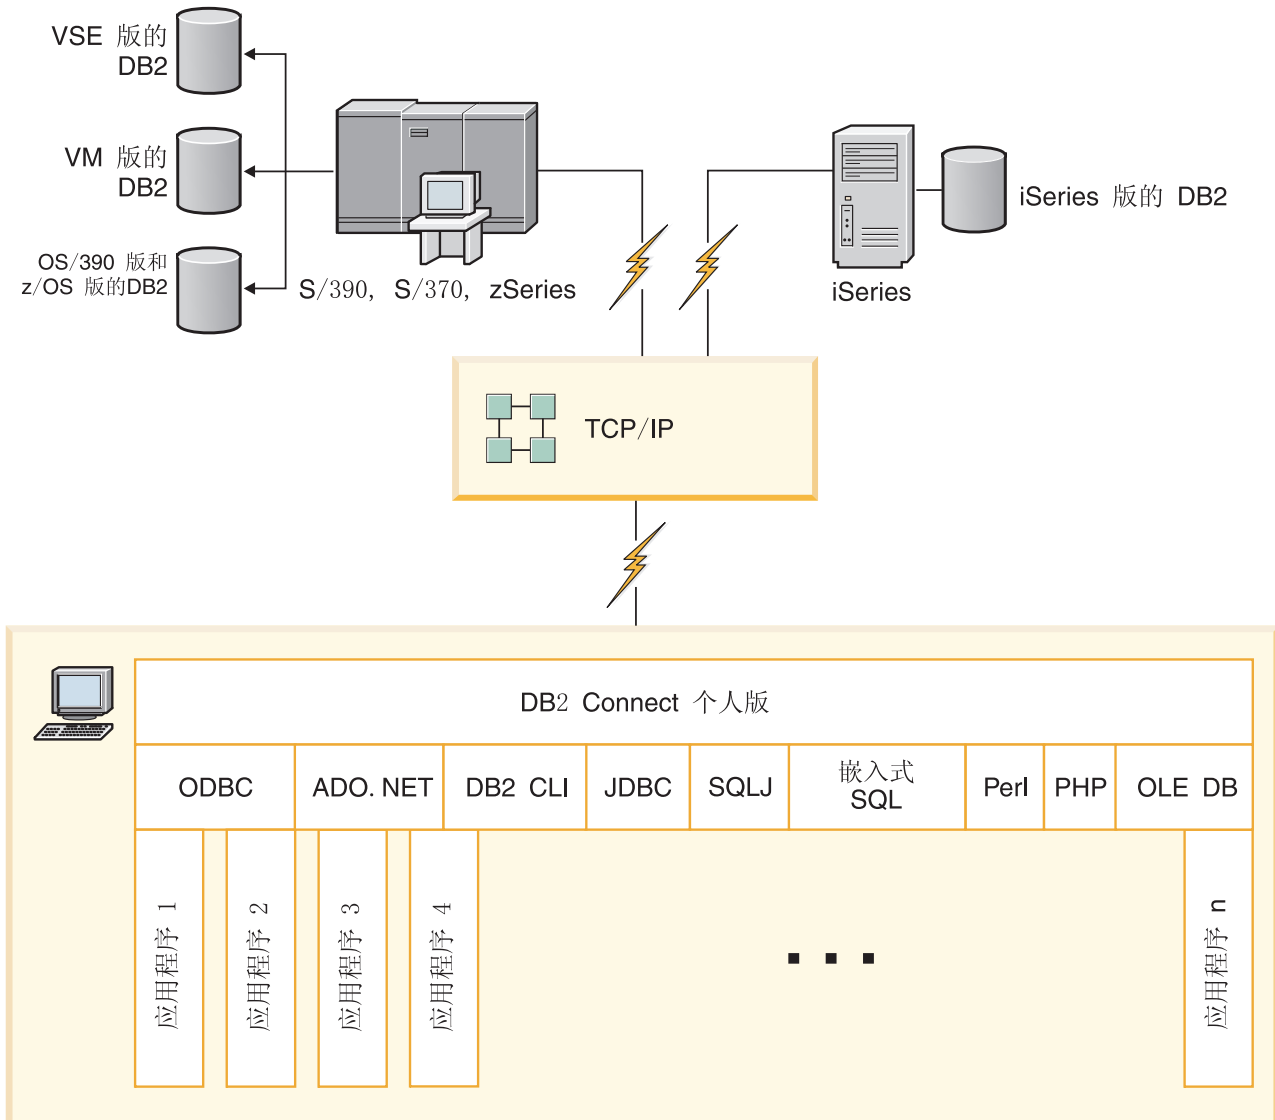 VSE 版的
DB2
VM 版的
DB2
OS/390 版和
z/OS 版的DB2
S/390, S/370, zSeries
iSeries
iSeries 版的 DB2
TCP/IP
DB2 Connect 个人版
ODBC
ADO.NET
DB2 CLI
JDBC
SQLJ
嵌入式
SQL
Perl
PHP
OLE DB
应用程序 1
应用程序 2
应用程序 3
应用程序 4
应用程序 n